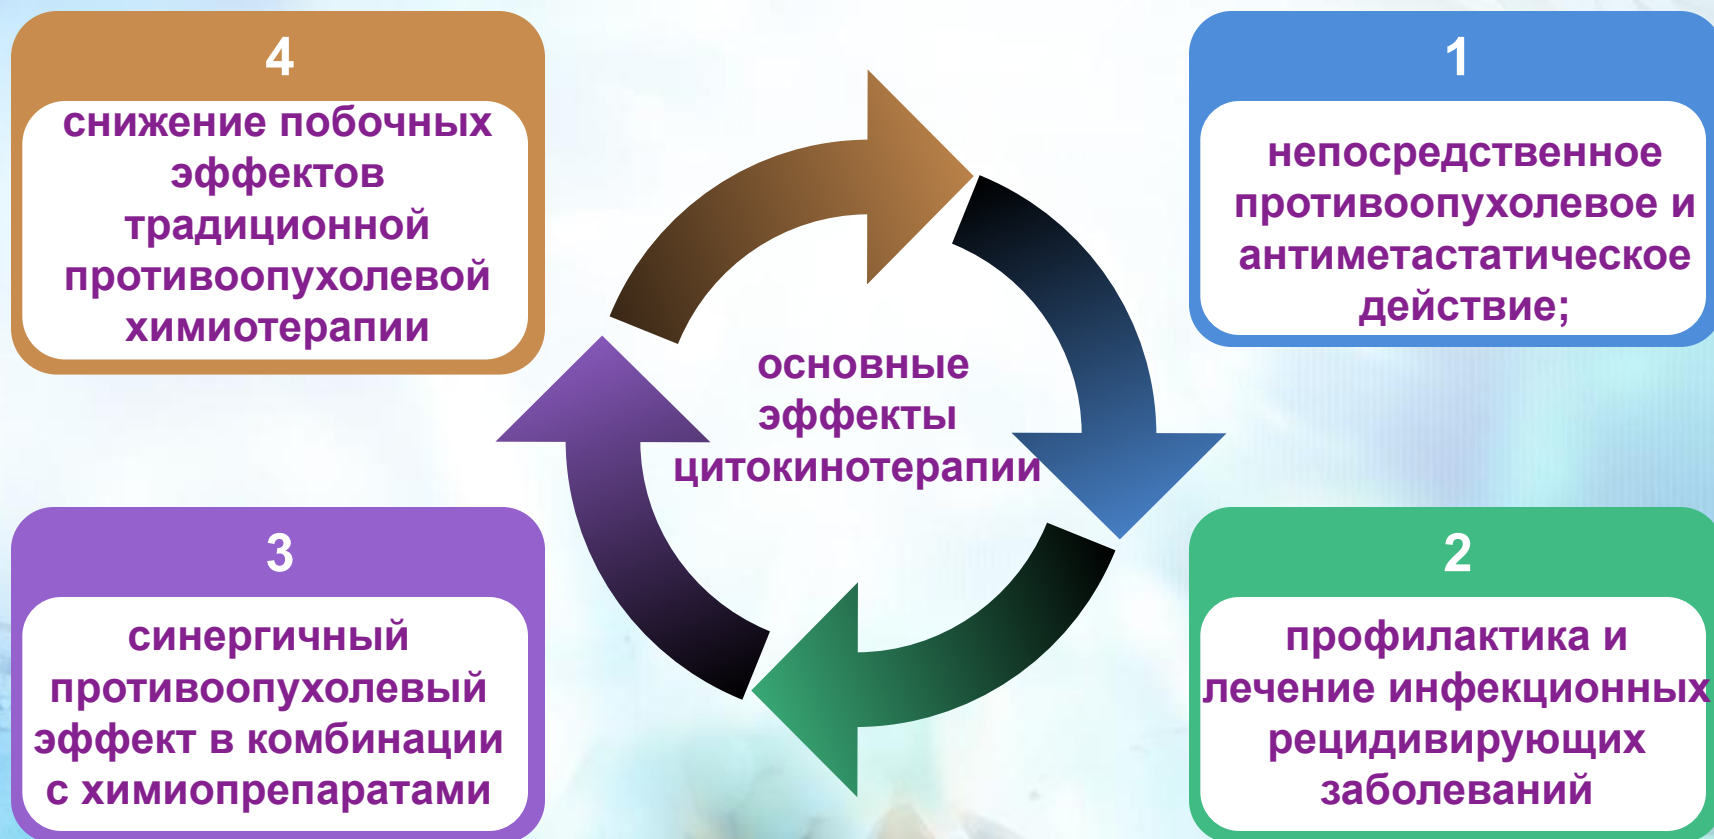 4
снижение побочных
эффектов
традиционной
противоопухолевой
химиотерапии
1
непосредственное
противоопухолевое и
антиметастатическое
действие;
основные
эффекты
цитокинотерапии
3
синергичный
противоопухолевый
эффект в комбинации
с химиопрепаратами
2
профилактика и
лечение инфекционных
рецидивирующих
заболеваний